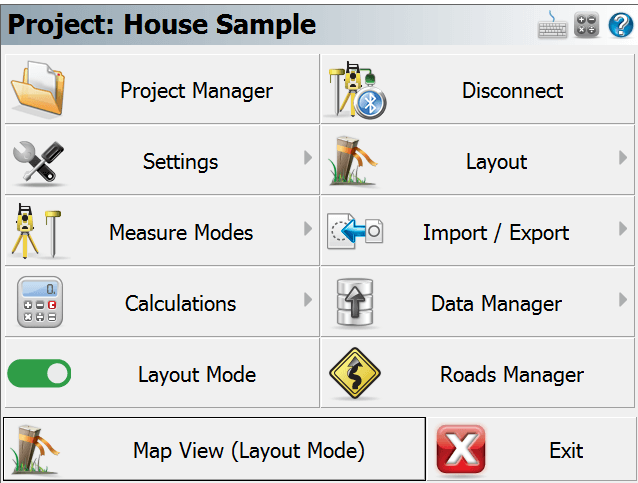 Project: House Sample
Project Manager
Disconnect
Settings
Layout
Measure Modes
Import / Export
Calculations
Data Manager
Layout Mode
Roads Manager
Map View (Layout Mode)
Exit